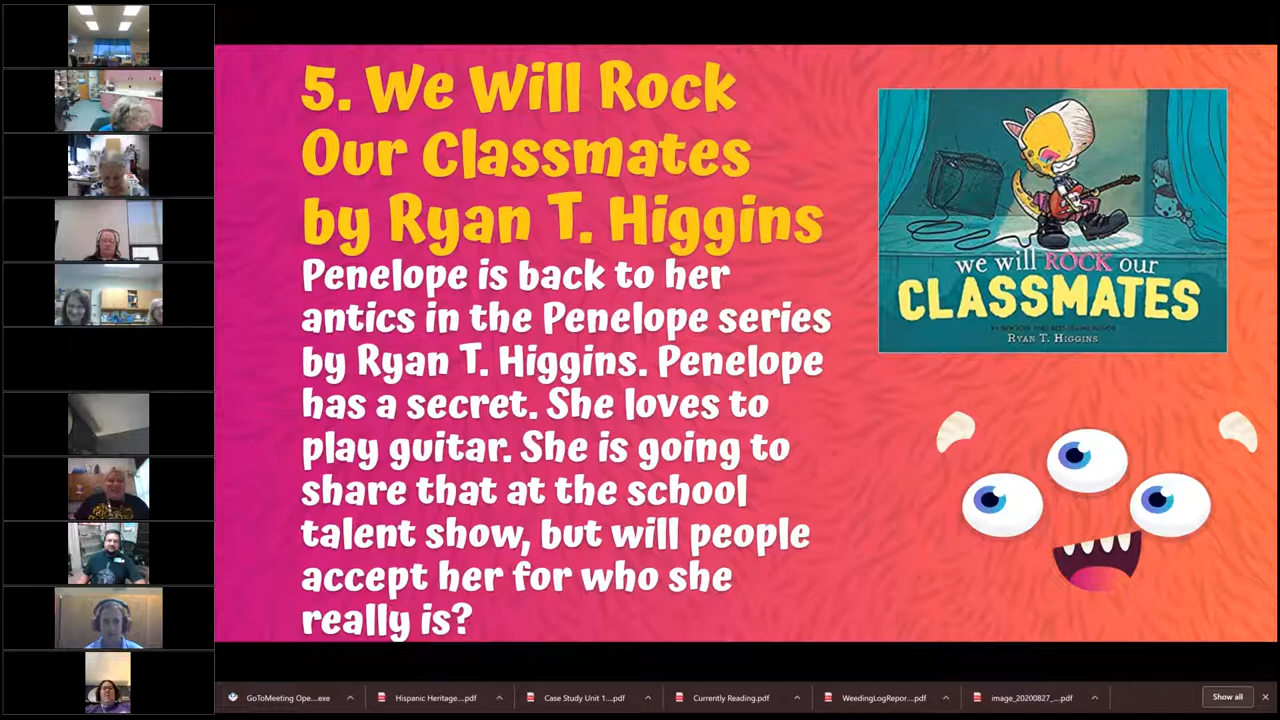 5. We Will Rock
Our Classmates
by Ryan T. Higgins
Penelope is back to her
antics in the Penelope series
by Ryan T. Higgins. Penelope
has a secret. She loves to
play guitar. She is going to
share that at the school
talent show, but will people
accept her for who she
really is?
we will ROCK our
CLASSMATES
RYAN T. HIGGINS
GoToMeeting Ope....exe
Hispanic Heritage....pdf
Case Study Unit 1....pdf
Currently Reading.pdf
WeedingLogRepor....pdf
image_20200827_....pdf
Show all